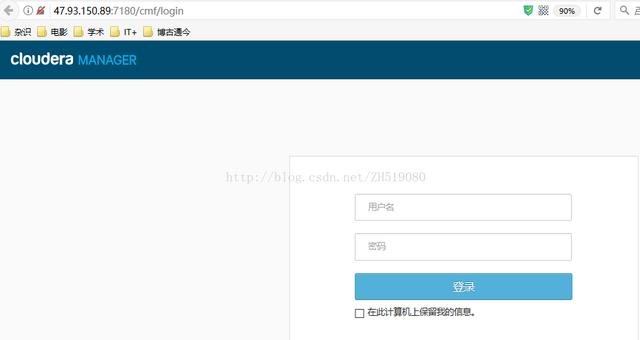 47.93.150.89:7180/cmf/login 90%
杂识 电影 学术 IT+ 博古通今
cloudera MANAGER
http://blog.csdn.net/ZH519080
用户名
密码
登录
在此计算机上保留我的信息。